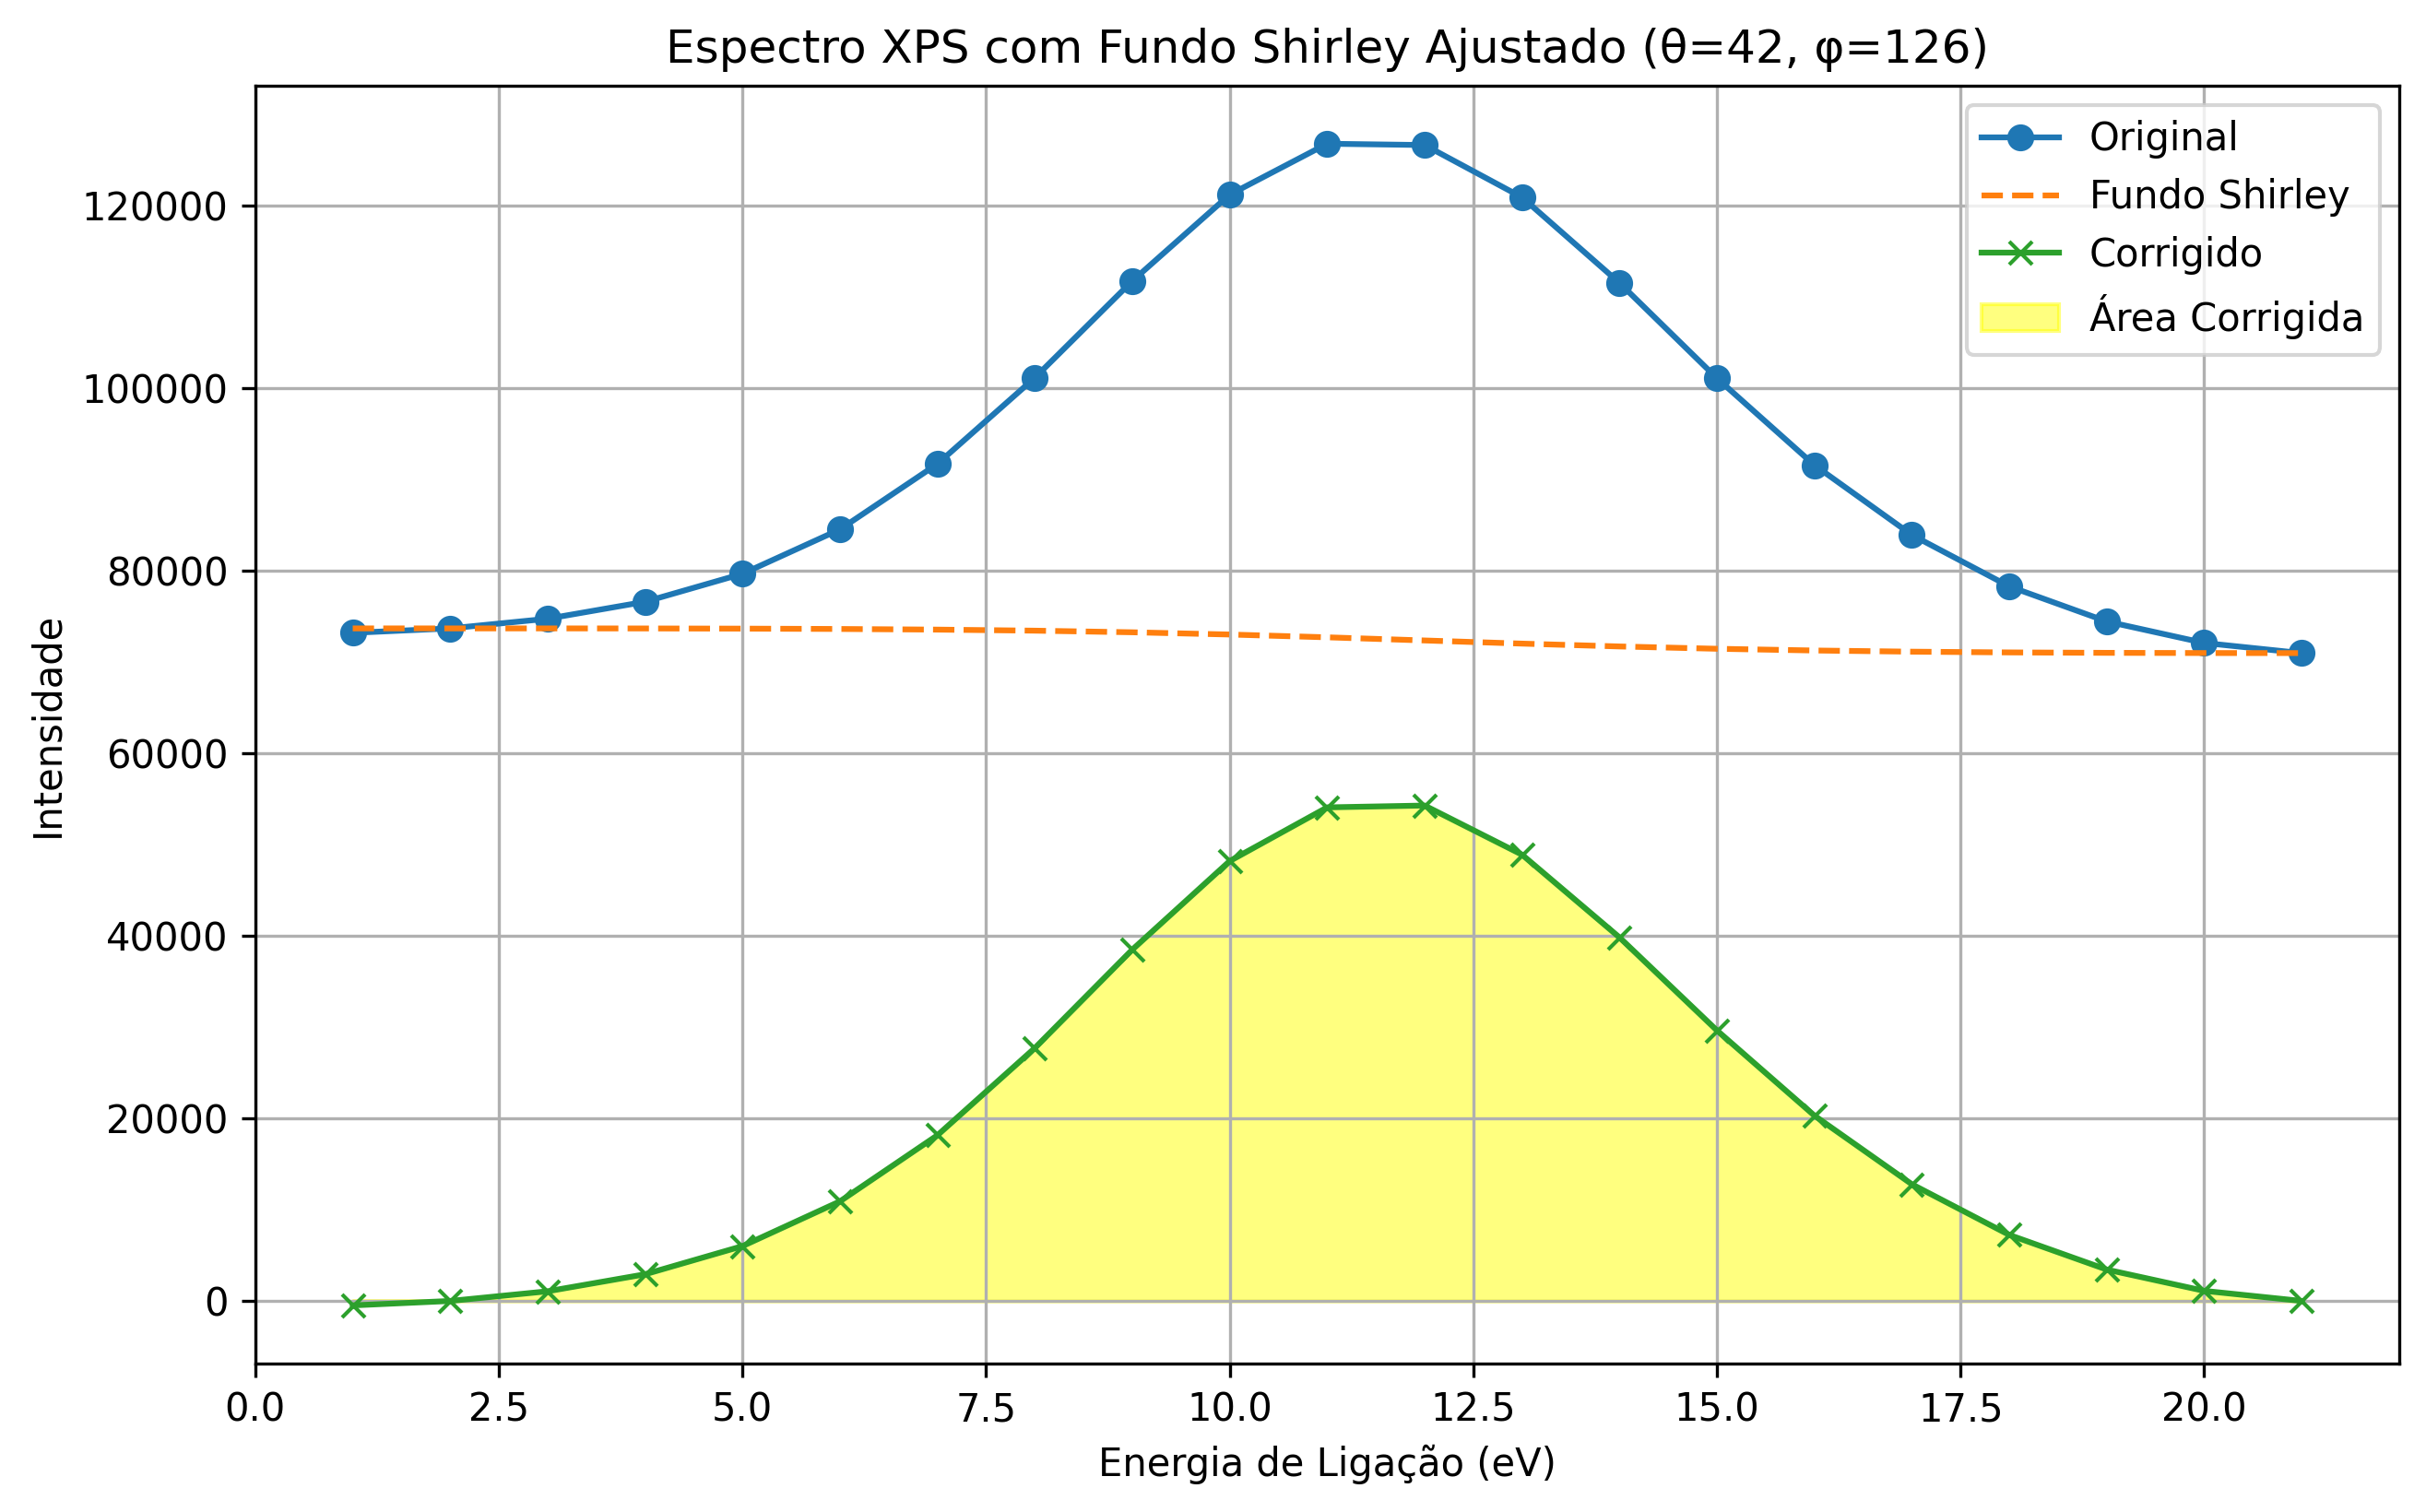 Espectro XPS com Fundo Shirley Ajustado (θ=42, φ=126)
Original
Fundo Shirley
Corrigido
Área Corrigida
Intensidade
120000
100000
80000
60000
40000
20000
0
0.0 2.5 5.0 7.5 10.0 12.5 15.0 17.5 20.0
Energia de Ligação (eV)